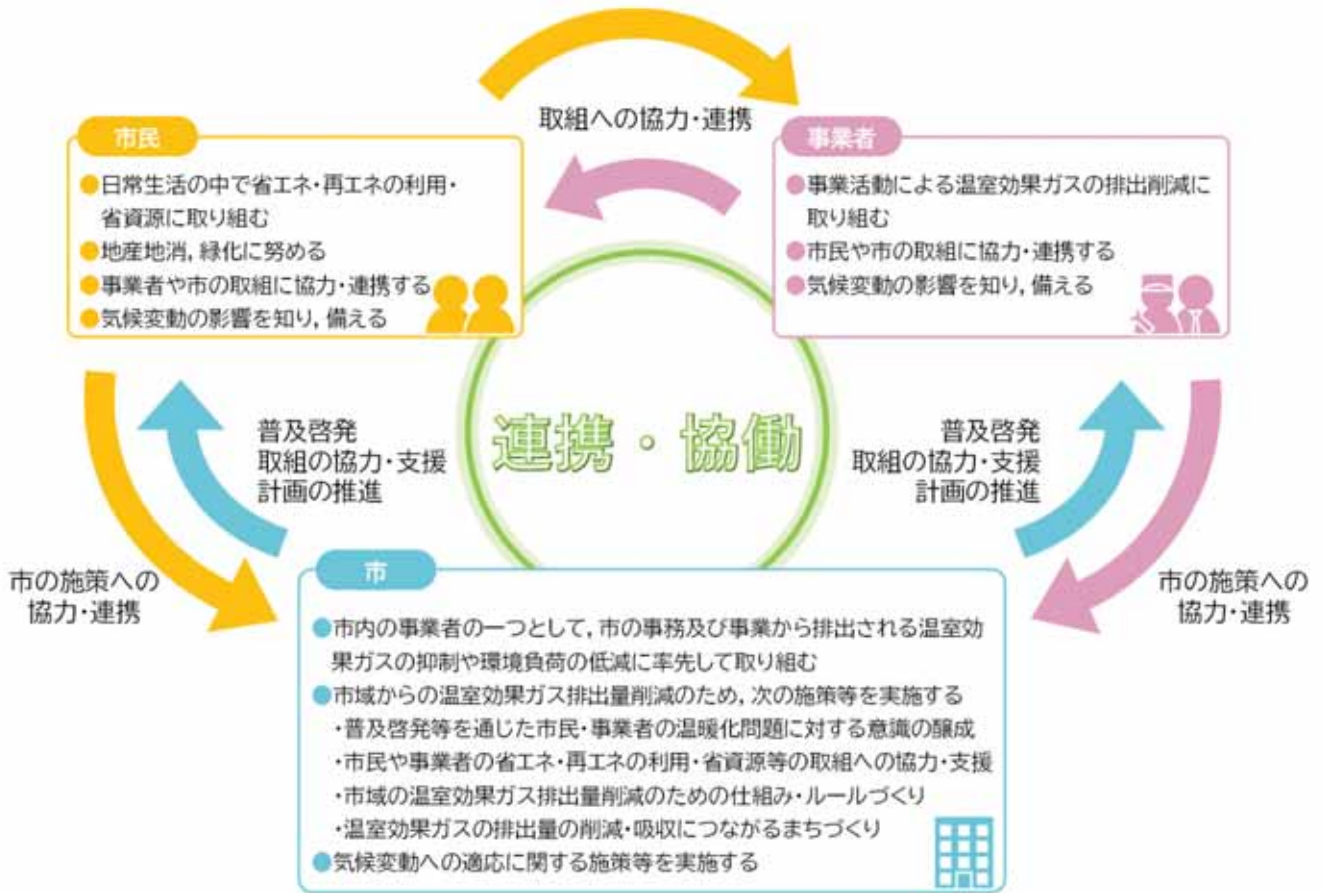 取組への協力・連携
市民
●日常生活の中で省エネ・再エネの利用・
省資源に取り組む
●地産地消，緑化に努める
●事業者や市の取組に協力・連携する
●気候変動の影響を知り，備える
事業者
●事業活動による温室効果ガスの排出削減に
取り組む
●市民や市の取組に協力・連携する
●気候変動の影響を知り，備える
連携・協働
普及啓発
取組の協力・支援
計画の推進
普及啓発
取組の協力・支援
計画の推進
市の施策への
協力・連携
市の施策への
協力・連携
市
●市内の事業者の一つとして，市の事務及び事業から排出される温室効
果ガスの抑制や環境負荷の低減に率先して取り組む
●市域からの温室効果ガス排出量削減のため，次の施策等を実施する
・普及啓発等を通じた市民・事業者の温暖化問題に対する意識の醸成
・市民や事業者の省エネ・再エネの利用・省資源等の取組への協力・支援
・市域の温室効果ガス排出量削減のための仕組み・ルールづくり
・温室効果ガスの排出量の削減・吸収につながるまちづくり
●気候変動への適応に関する施策等を実施する